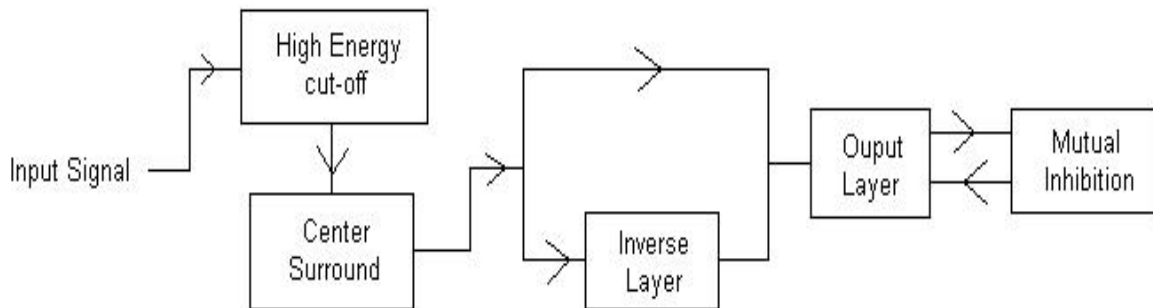 High Energy
cut-off
Input Signal
Center
Surround
Inverse
Layer
Ouput
Layer
Mutual
Inhibition